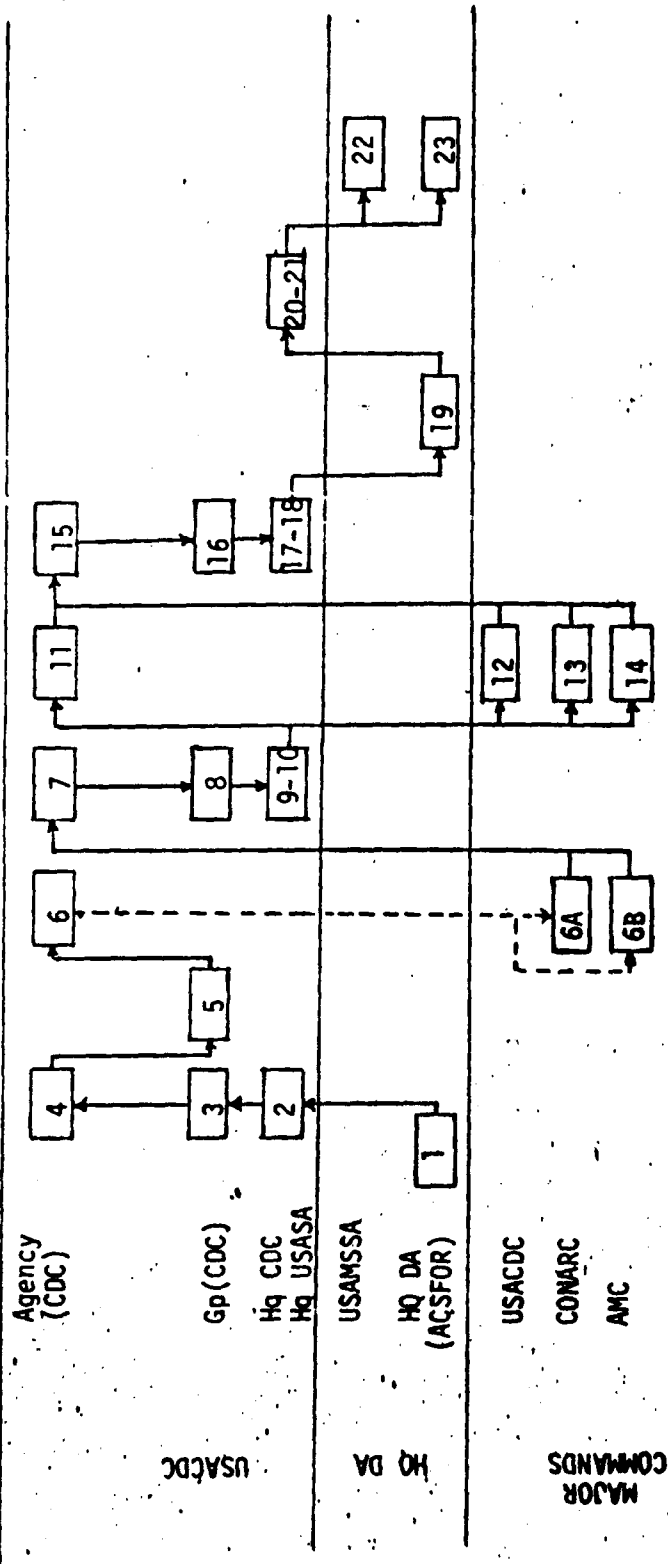 Agency
(CDC)
4
6
7
11
15
Gp(CDC)
3
5
8
16
Hq CDC
Hq USASA
2
9-10
17-18
20-21
USACDC
USAMSSA
22
HQ DA
(ACSFOR)
1
19
23
HQ DA
USACDC
12
CONARC
6A
13
AMC
6B
14
MAJOR
COMMANDS